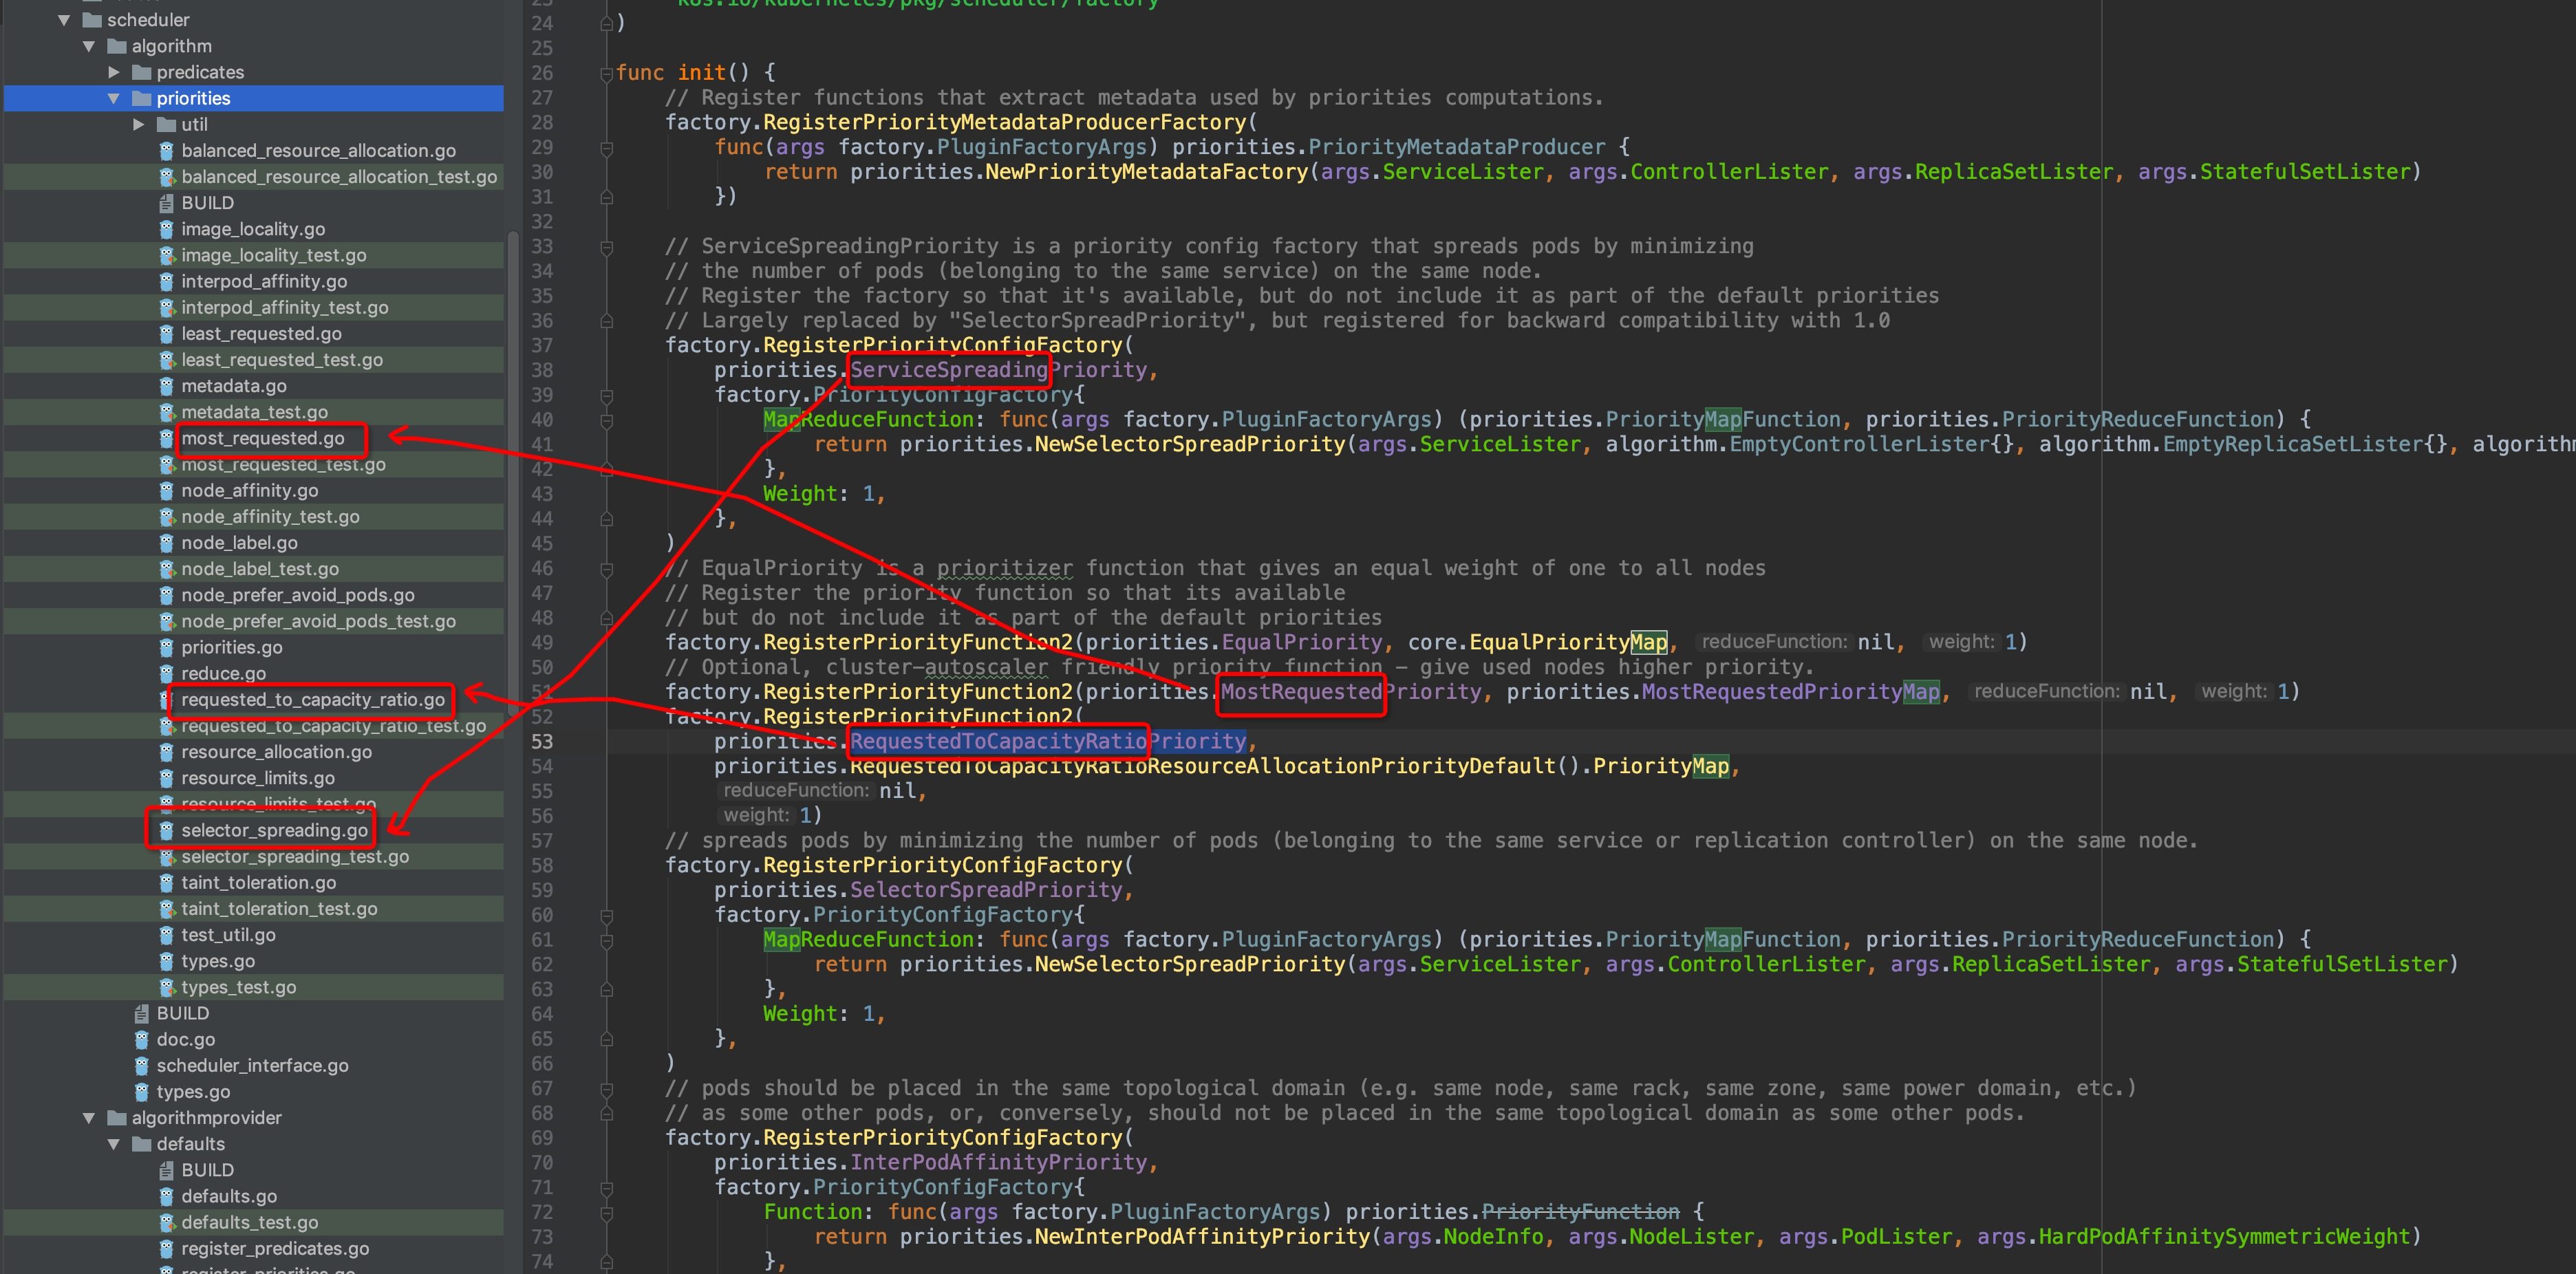 scheduler
algorithm
predicates
priorities
util
balanced_resource_allocation.go
balanced_resource_allocation_test.go
BUILD
image_locality.go
image_locality_test.go
interpod_affinity.go
interpod_affinity_test.go
least_requested.go
least_requested_test.go
metadata.go
metadata_test.go
most_requested.go
most_requested_test.go
node_affinity.go
node_affinity_test.go
node_label.go
node_label_test.go
node_prefer_avoid_pods.go
node_prefer_avoid_pods_test.go
priorities.go
reduce.go
requested_to_capacity_ratio.go
requested_to_capacity_ratio_test.go
resource_allocation.go
resource_limits.go
resource_limits_test.go
selector_spreading.go
selector_spreading_test.go
taint_toleration.go
taint_toleration_test.go
test_util.go
types.go
types_test.go
BUILD
doc.go
scheduler_interface.go
types.go
algorithmprovider
defaults
BUILD
defaults.go
defaults_test.go
register_predicates.go
register_priorities.go
23 "k8s.io/kubernetes/pkg/scheduler/factory"
24 )
25
26 func init() {
27 // Register functions that extract metadata used by priorities computations.
28 factory.RegisterPriorityMetadataProducerFactory(
29 func(args factory.PluginFactoryArgs) priorities.PriorityMetadataProducer {
30 return priorities.NewPriorityMetadataFactory(args.ServiceLister, args.ControllerLister, args.ReplicaSetLister, args.StatefulSetLister)
31 })
32
33 // ServiceSpreadingPriority is a priority config factory that spreads pods by minimizing
34 // the number of pods (belonging to the same service) on the same node.
35 // Register the factory so that it's available, but do not include it as part of the default priorities
36 // Largely replaced by "SelectorSpreadPriority", but registered for backward compatibility with 1.0
37 factory.RegisterPriorityConfigFactory(
38 priorities.ServiceSpreadingPriority,
39 factory.PriorityConfigFactory{
40 MapReduceFunction: func(args factory.PluginFactoryArgs) (priorities.PriorityMapFunction, priorities.PriorityReduceFunction) {
41 return priorities.NewSelectorSpreadPriority(args.ServiceLister, algorithm.EmptyControllerLister{}, algorithm.EmptyReplicaSetLister{}, algorith
42 },
43 Weight: 1,
44 },
45 )
46 // EqualPriority is a prioritizer function that gives an equal weight of one to all nodes
47 // Register the priority function so that its available
48 // but do not include it as part of the default priorities
49 factory.RegisterPriorityFunction2(priorities.EqualPriority, core.EqualPriorityMap, reduceFunction: nil, weight: 1)
50 // Optional, cluster-autoscaler friendly priority function - give used nodes higher priority.
51 factory.RegisterPriorityFunction2(priorities.MostRequestedPriority, priorities.MostRequestedPriorityMap, reduceFunction: nil, weight: 1)
52 factory.RegisterPriorityFunction2(
53 priorities.RequestedToCapacityRatioPriority,
54 priorities.RequestedToCapacityRatioResourceAllocationPriorityDefault().PriorityMap,
55 reduceFunction: nil,
56 weight: 1)
57 // spreads pods by minimizing the number of pods (belonging to the same service or replication controller) on the same node.
58 factory.RegisterPriorityConfigFactory(
59 priorities.SelectorSpreadPriority,
60 factory.PriorityConfigFactory{
61 MapReduceFunction: func(args factory.PluginFactoryArgs) (priorities.PriorityMapFunction, priorities.PriorityReduceFunction) {
62 return priorities.NewSelectorSpreadPriority(args.ServiceLister, args.ControllerLister, args.ReplicaSetLister, args.StatefulSetLister)
63 },
64 Weight: 1,
65 },
66 )
67 // pods should be placed in the same topological domain (e.g. same node, same rack, same zone, same power domain, etc.)
68 // as some other pods, or, conversely, should not be placed in the same topological domain as some other pods.
69 factory.RegisterPriorityConfigFactory(
70 priorities.InterPodAffinityPriority,
71 factory.PriorityConfigFactory{
72 Function: func(args factory.PluginFactoryArgs) priorities.PriorityFunction {
73 return priorities.NewInterPodAffinityPriority(args.NodeInfo, args.NodeLister, args.PodLister, args.HardPodAffinitySymmetricWeight)
74 },